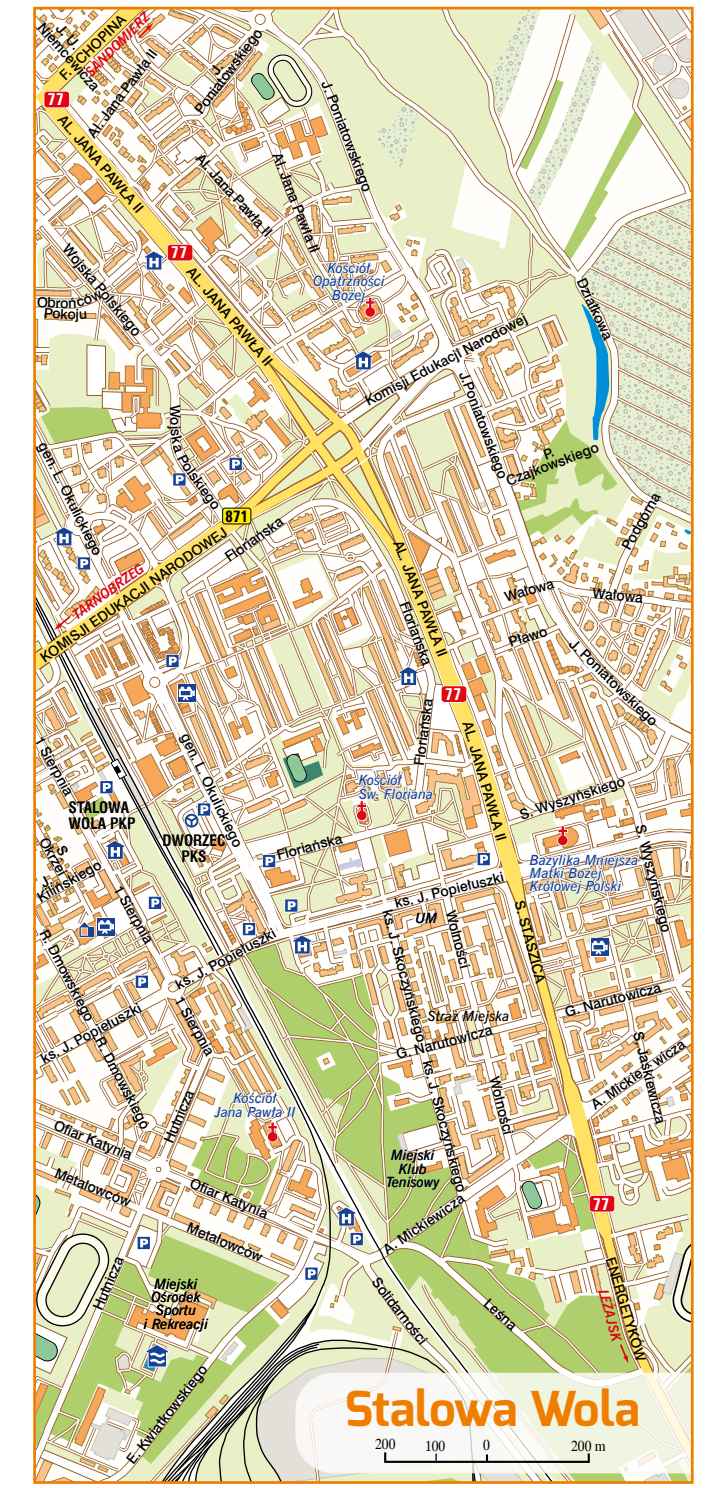 J. U.
Niemcewicza
F. CHOPINA
SANDOMIERZ
77
Al. Jana Pawła II
J.
Poniatowskiego
J. Poniatowskiego
AL. JANA PAWŁA II
Al. Jana Pawła II
Al. Jana Pawła II
77
H
Wojska Polskiego
AL. JANA PAWŁA II
Kościół
Opatrzności
Bożej
Obrońców
Pokoju
Działkowa
H
Komisji Edukacji Narodowej
J.Poniatowskiego
Wojska Polskiego
gen. L. Okulickiego
P
P
P.
Czajkowskiego
871
Podgórna
H
P
Floriańska
TARNOBRZEG
KOMISJI EDUKACJI NARODOWEJ
AL. JANA PAWŁA II
Wałowa
Wałowa
Floriańska
Pławo
J. Poniatowskiego
P
H
77
Floriańska
AL. JANA PAWŁA II
gen. L. Okulickiego
1 Sierpnia
P
STALOWA
WOLA PKP
Kościół
Św. Floriana
S. Wyszyńskiego
P
DWORZEC
PKS
Floriańska
P
P
H
S.
Okrzei
J.
Kilińskiego
Bazylika Mniejsza
Matki Bożej
Królowej Polski
S. Wyszyńskiego
1 Sierpnia
P
P
ks. J. Popiełuszki
UM
S. STASZICA
Wolności
R. Dmowskiego
P
H
ks. J. Popiełuszki
ks. J. Skoczyńskiego
P
G. Narutowicza
ks. J. Popiełuszki
1 Sierpnia
Straż Miejska
G. Narutowicza
R. Dmowskiego
S. Jaśkiewicza
A. Mickiewicza
ks. J. Skoczyńskiego
Wolności
Kościół
Jana Pawła II
Hutnicza
Ofiar Katynia
Miejski
Klub
Tenisowy
Metalowców
Ofiar Katynia
77
H
P
A. Mickiewicza
Metalowców
P
P
Hutnicza
Miejski
Ośrodek
Sportu
i Rekreacji
Solidarności
Leśna
ENERGETYKÓW
LEŻAJSK
E. Kwiatkowskiego
Stalowa Wola
200 100 0 200 m